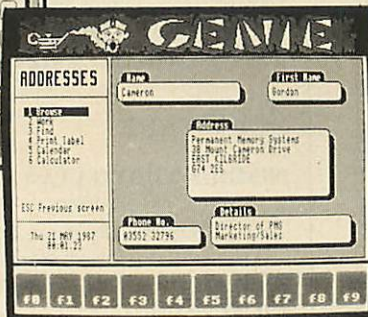 GENIE
ADDRESSES
1 Browse
2 Work
3 Find
4 Print label
5 Calendar
6 Calculator
ESC Previous screen
Thu 21 MAY 1987
Name
Cameron
First Name
Gordon
Address
Permanent Memory Systems
38 Mount Cameron Drive
EAST KILBRIDE
G74 2ES
Phone No.
03552 32796
Details
Director of PMS
Marketing/Sales
f0 f1 f2 f3 f4 f5 f6 f7 f8 f9